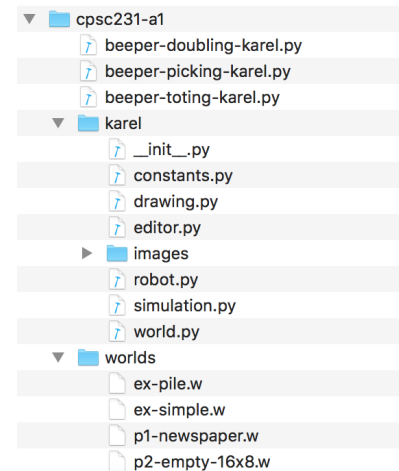 cpsc231-a1
beeper-doubling-karel.py
beeper-picking-karel.py
beeper-toting-karel.py
karel
__init__.py
constants.py
drawing.py
editor.py
images
robot.py
simulation.py
world.py
worlds
ex-pile.w
ex-simple.w
p1-newspaper.w
p2-empty-16x8.w